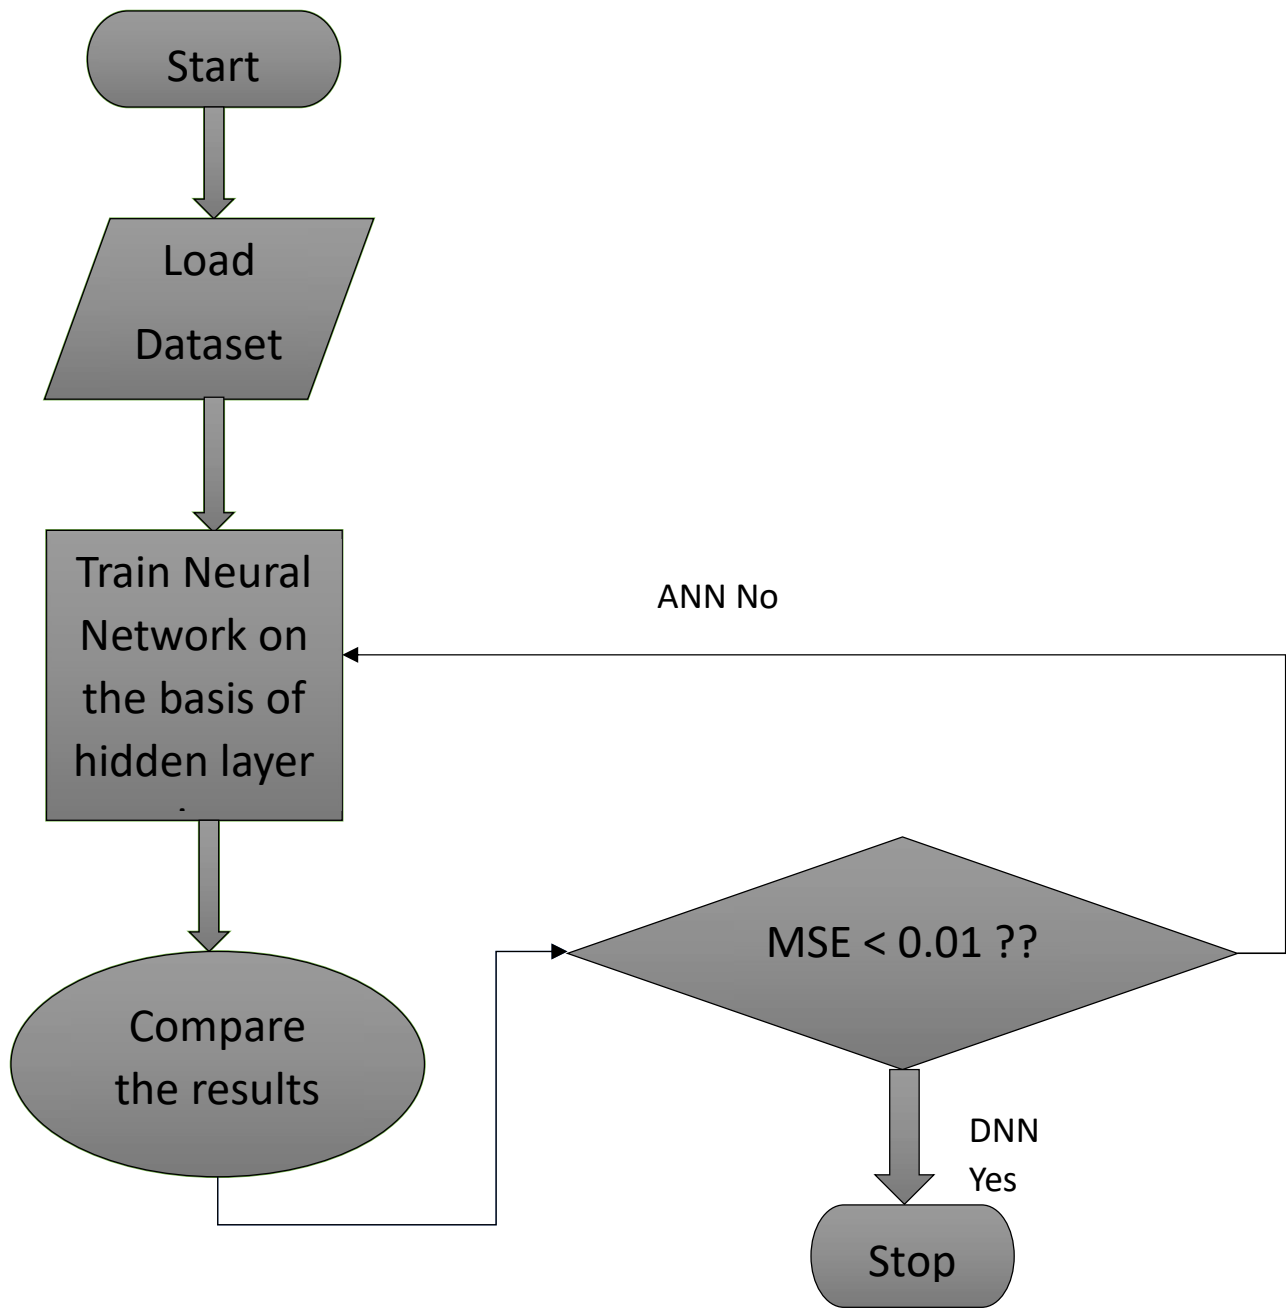 Start
Load
Dataset
Train Neural
Network on
the basis of
hidden layer
ANN No
MSE < 0.01 ??
Compare
the results
DNN
Yes
Stop